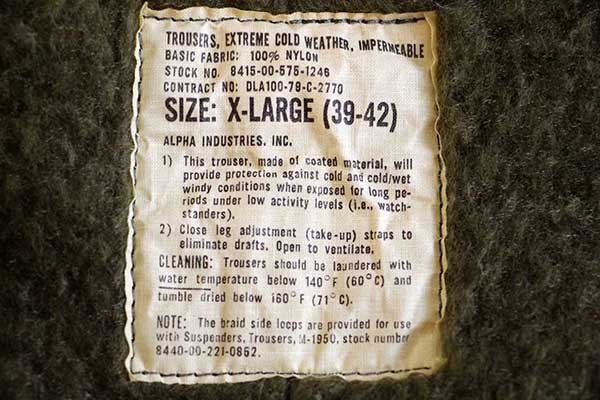 TROUSERS, EXTREME COLD WEATHER, IMPERMEABLE
BASIC FABRIC: 100% NYLON
STOCK NO. 8415-00-575-1246
CONTRACT NO: DLA100-79-C-2770
SIZE: X-LARGE (39-42)
ALPHA INDUSTRIES. INC.
1) This trouser, made of coated material, will
provide protection against cold and cold/wet
windy conditions when exposed for long pe-
riods under low activity levels (i.e., watch-
standers).
2) Close leg adjustment (take-up) straps to
eliminate drafts. Open to ventilate.
CLEANING: Trousers should be laundered with
water temperature below 140°F (60°C) and
tumble dried below 160°F (71°C).
NOTE: The braid side loops are provided for use
with Suspenders, Trousers, M-1950, stock number
8440-00-221-0852.